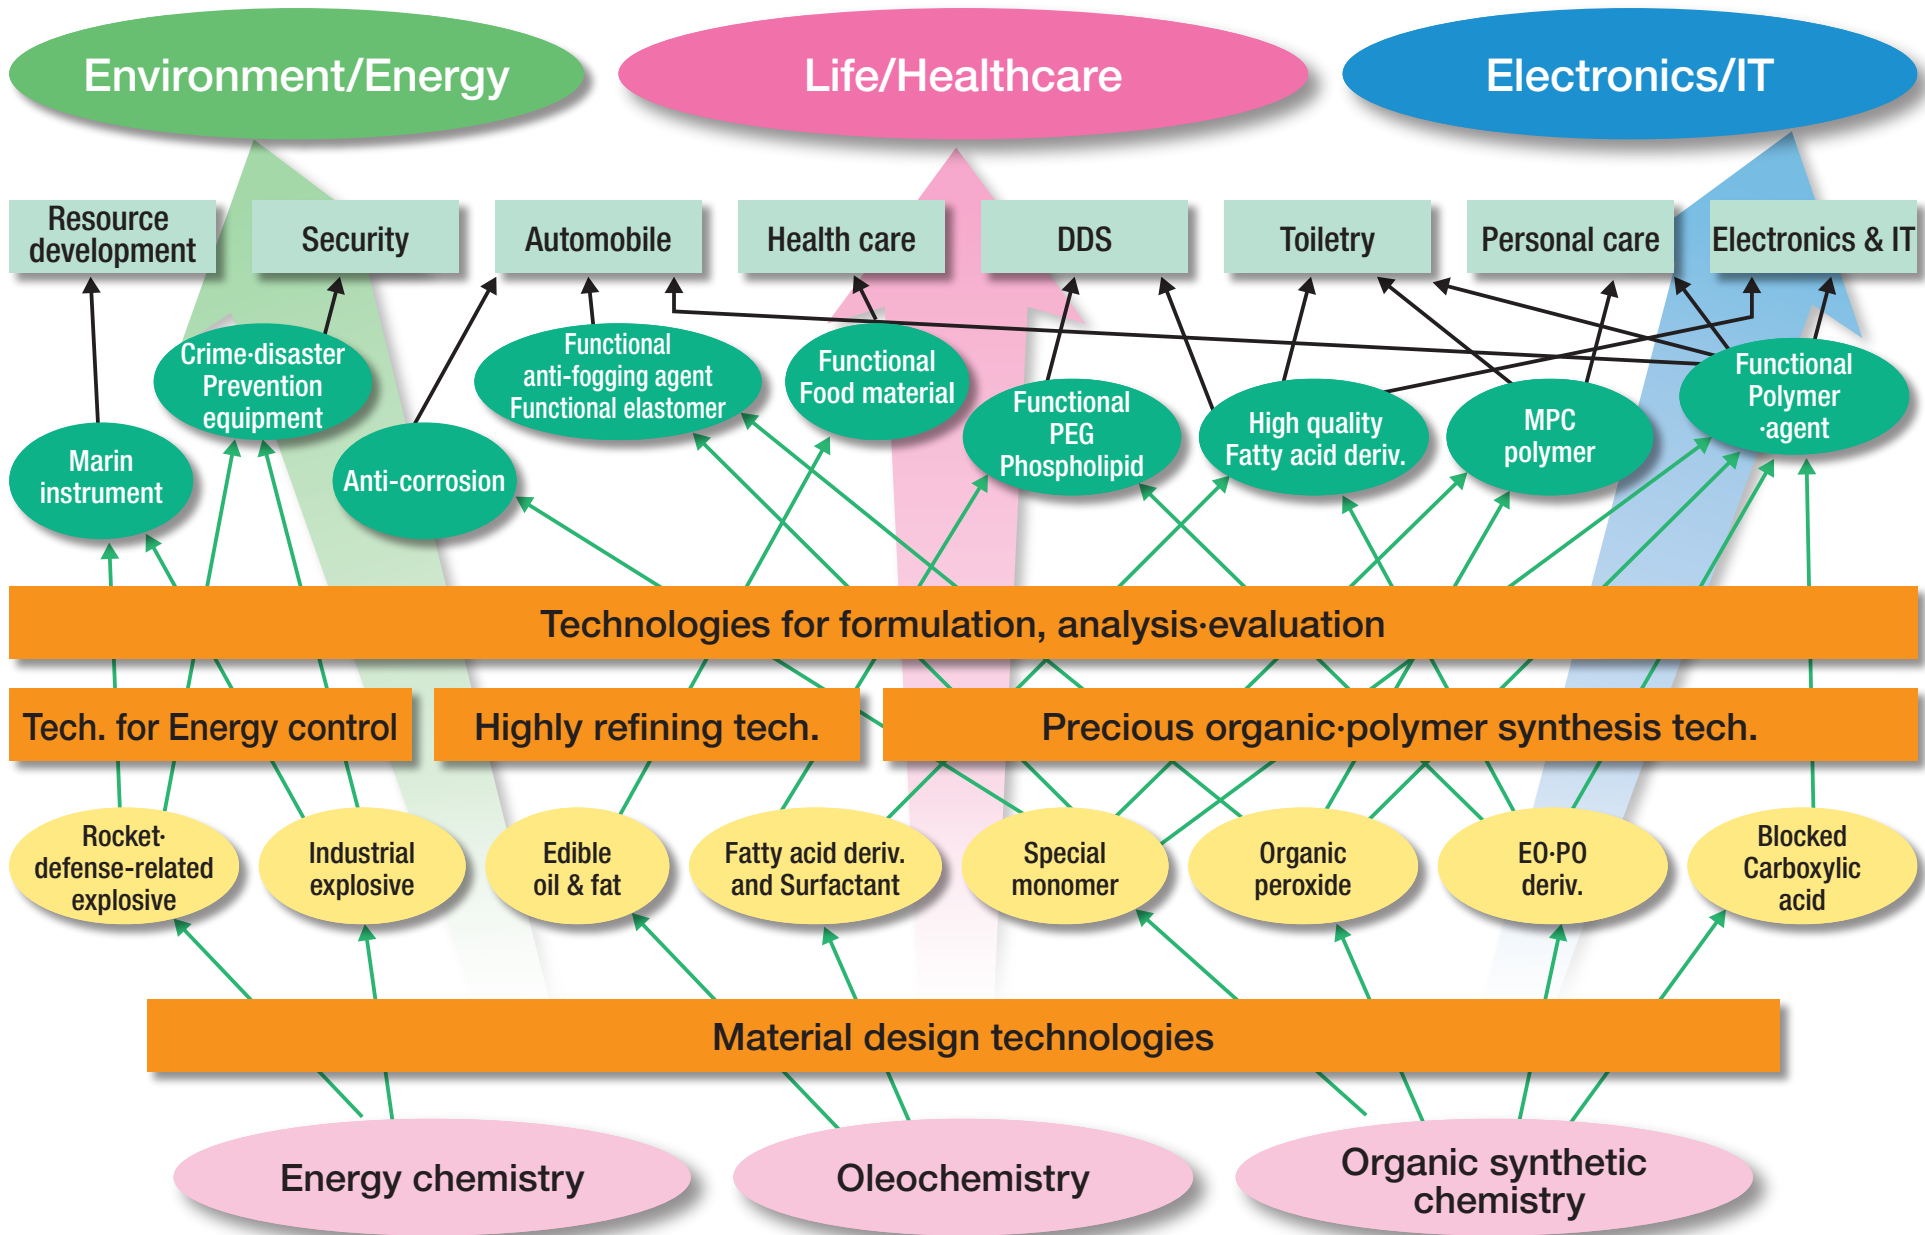 Environment/Energy
Life/Healthcare
Electronics/IT
Resource
development
Security
Automobile
Health care
DDS
Toiletry
Personal care
Electronics & IT
Crime·disaster
Prevention
equipment
Functional
anti-fogging agent
Functional elastomer
Functional
Food material
Functional
PEG
Phospholipid
High quality
Fatty acid deriv.
MPC
polymer
Functional
Polymer
·agent
Marin
instrument
Anti-corrosion
Technologies for formulation, analysis·evaluation
Tech. for Energy control
Highly refining tech.
Precious organic·polymer synthesis tech.
Rocket·
defense-related
explosive
Industrial
explosive
Edible
oil & fat
Fatty acid deriv.
and Surfactant
Special
monomer
Organic
peroxide
EO·PO
deriv.
Blocked
Carboxylic
acid
Material design technologies
Energy chemistry
Oleochemistry
Organic synthetic
chemistry